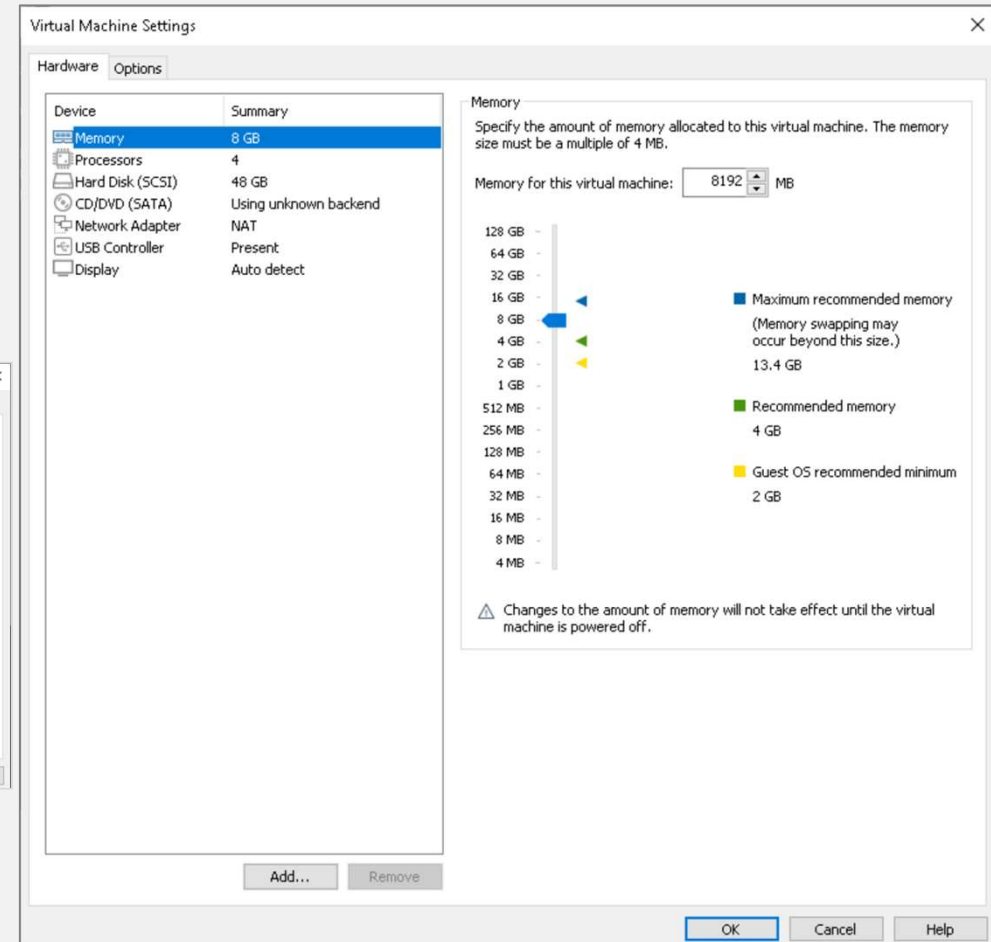 Virtual Machine Settings
Hardware Options
Device Summary
Memory 8 GB
Processors 4
Hard Disk (SCSI) 48 GB
CD/DVD (SATA) Using unknown backend
Network Adapter NAT
USB Controller Present
Display Auto detect
Add... Remove
Memory
Specify the amount of memory allocated to this virtual machine. The memory
size must be a multiple of 4 MB.
Memory for this virtual machine: 8192 MB
128 GB
64 GB
32 GB
16 GB
8 GB
4 GB
2 GB
1 GB
512 MB
256 MB
128 MB
64 MB
32 MB
16 MB
8 MB
4 MB
Maximum recommended memory
(Memory swapping may
occur beyond this size.)
13.4 GB
Recommended memory
4 GB
Guest OS recommended minimum
2 GB
Changes to the amount of memory will not take effect until the virtual
machine is powered off.
OK Cancel Help